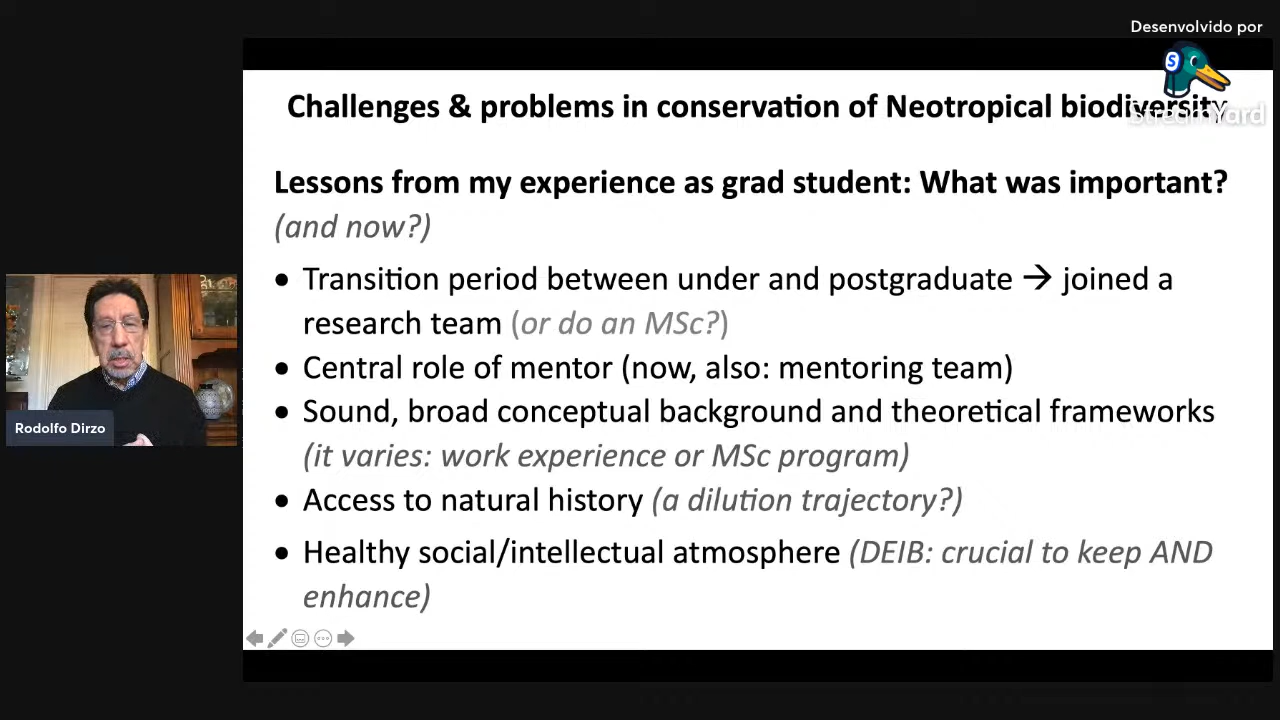 Desenvolvido por
S
StreamYard
Challenges & problems in conservation of Neotropical biodiversity
Lessons from my experience as grad student: What was important?
(and now?)
• Transition period between under and postgraduate → joined a
research team (or do an MSc?)
• Central role of mentor (now, also: mentoring team)
• Sound, broad conceptual background and theoretical frameworks
(it varies: work experience or MSc program)
• Access to natural history (a dilution trajectory?)
• Healthy social/intellectual atmosphere (DEIB: crucial to keep AND
enhance)
Rodolfo Dirzo